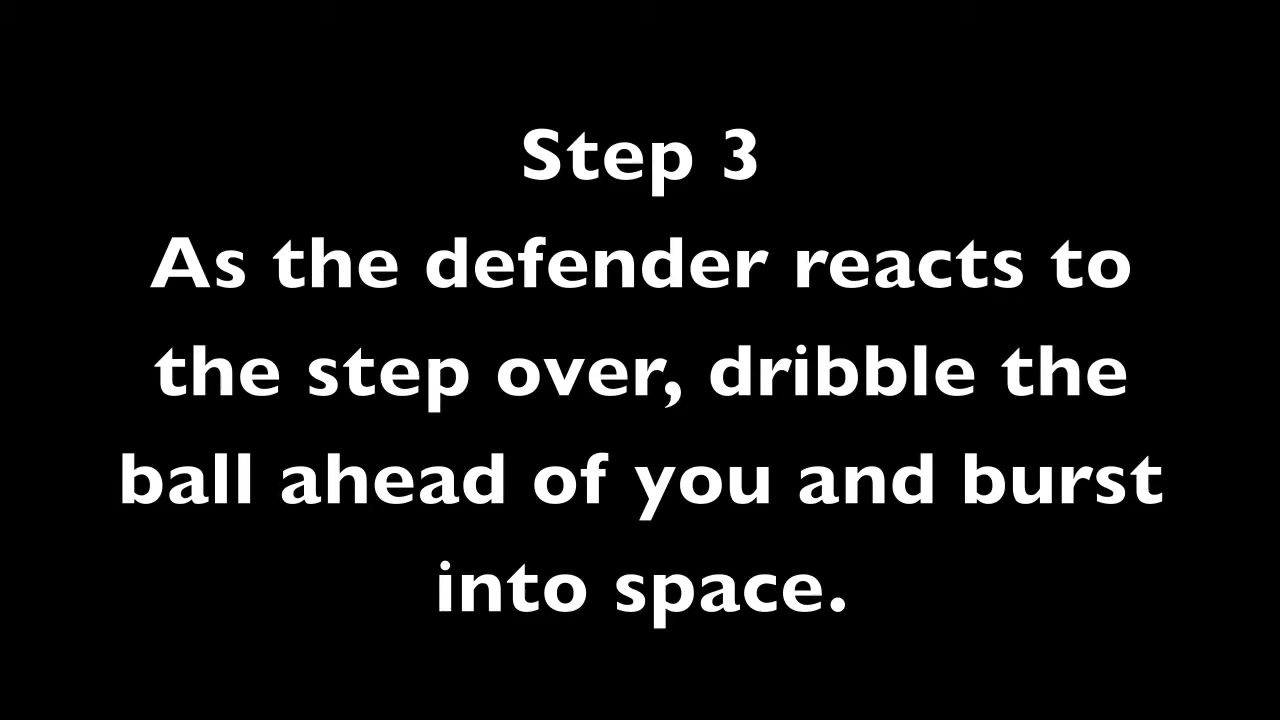 Step 3
As the defender reacts to
the step over, dribble the
ball ahead of you and burst
into space.